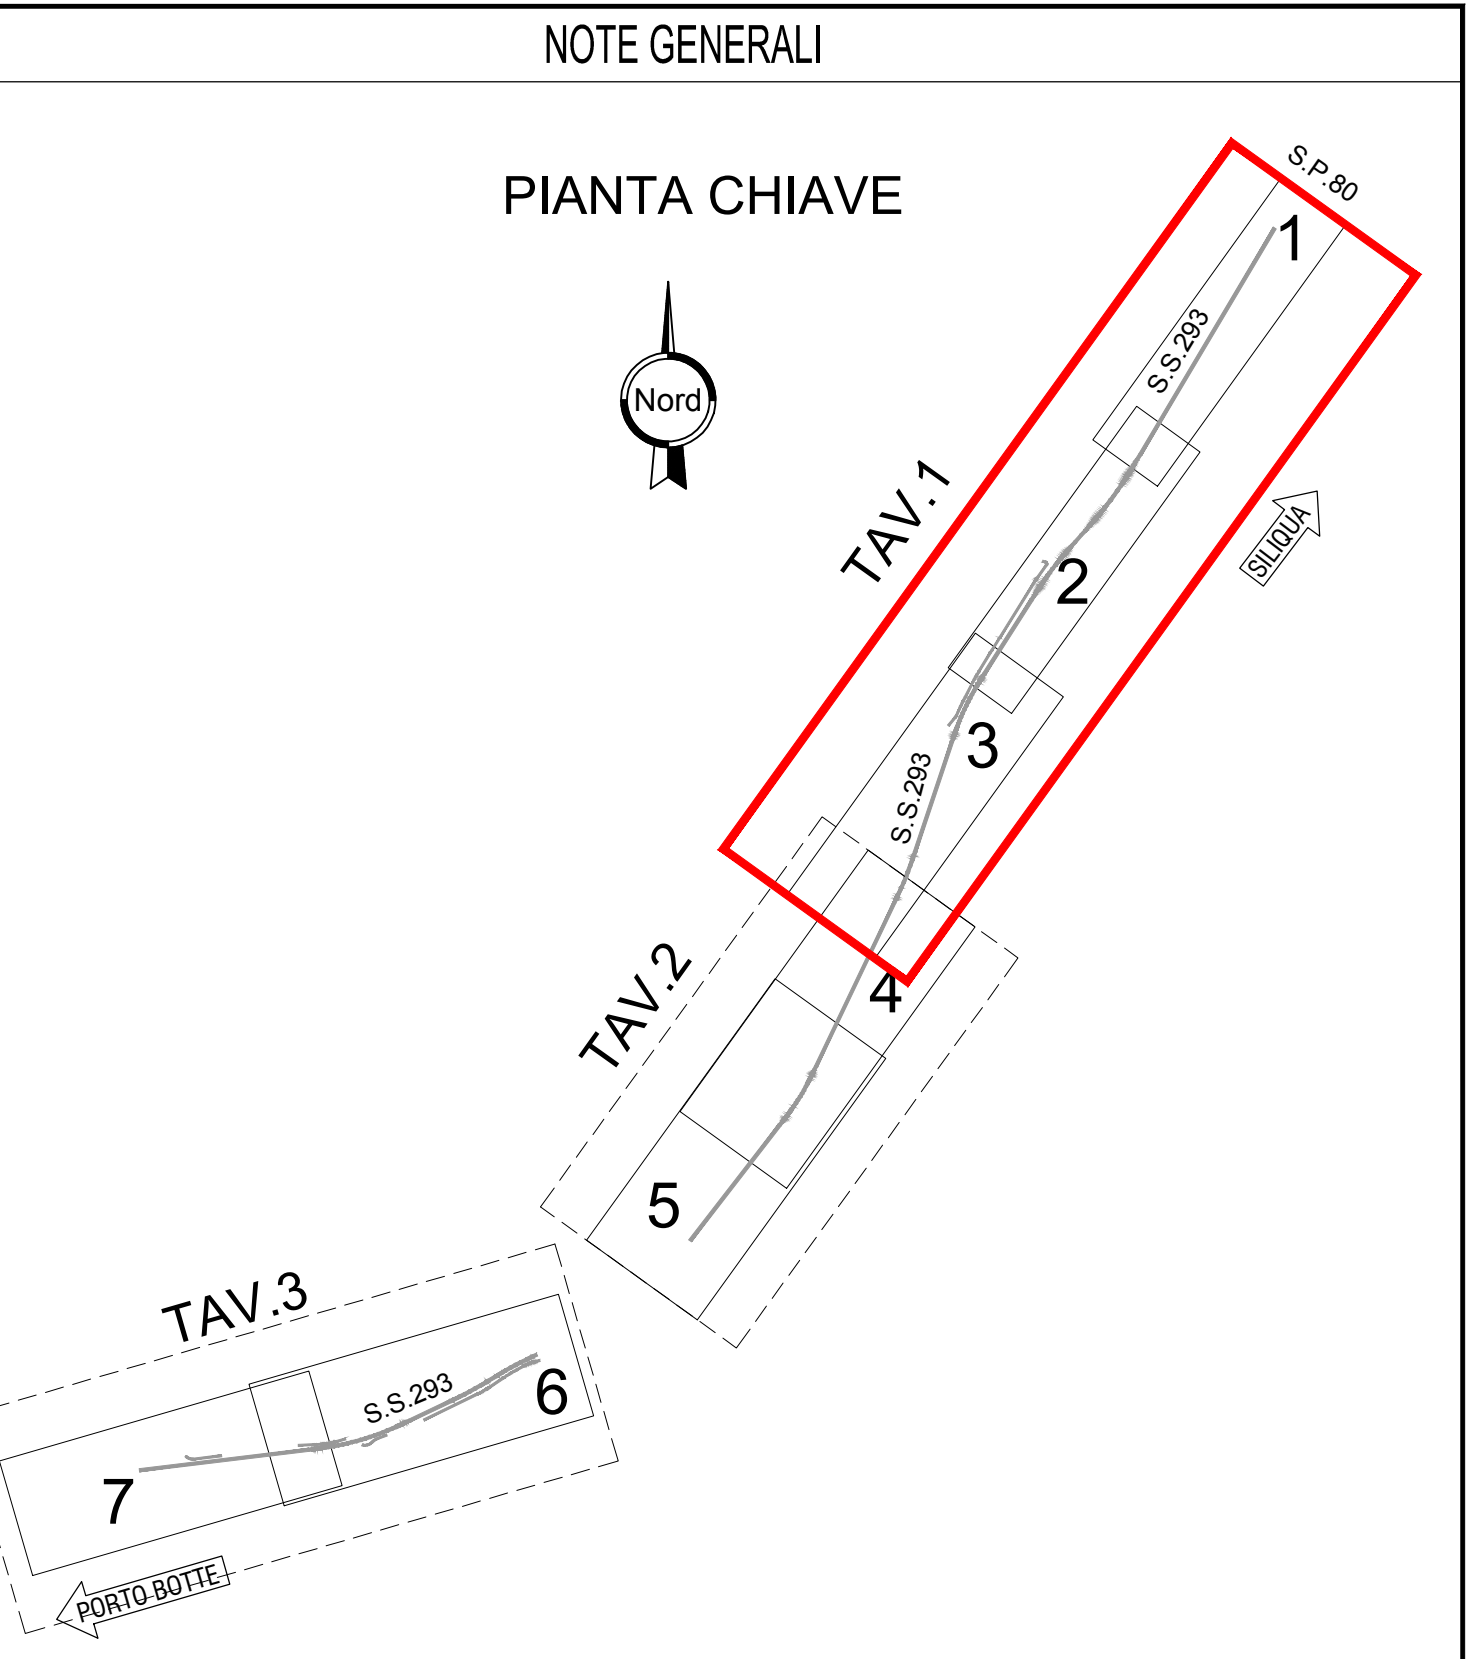 NOTE GENERALI
PIANTA CHIAVE
S.P.80
1
S.S.293
Nord
TAV.1
SILIQUA
2
3
S.S.293
TAV.2
4
5
TAV.3
S.S.293
6
7
PORTO BOTTE